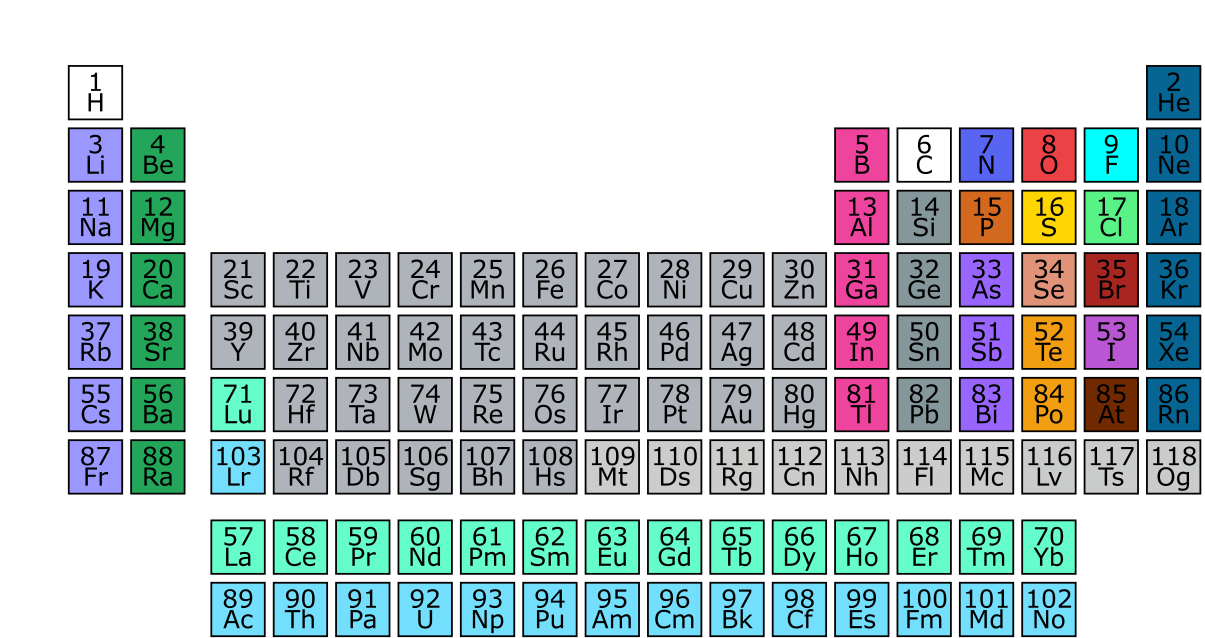 1 2
H He
3 4 5 6 7 8 9 10
Li Be B C N O F Ne
11 12 13 14 15 16 17 18
Na Mg Al Si P S Cl Ar
19 20 21 22 23 24 25 26 27 28 29 30 31 32 33 34 35 36
K Ca Sc Ti V Cr Mn Fe Co Ni Cu Zn Ga Ge As Se Br Kr
37 38 39 40 41 42 43 44 45 46 47 48 49 50 51 52 53 54
Rb Sr Y Zr Nb Mo Tc Ru Rh Pd Ag Cd In Sn Sb Te I Xe
55 56 71 72 73 74 75 76 77 78 79 80 81 82 83 84 85 86
Cs Ba Lu Hf Ta W Re Os Ir Pt Au Hg Tl Pb Bi Po At Rn
87 88 103 104 105 106 107 108 109 110 111 112 113 114 115 116 117 118
Fr Ra Lr Rf Db Sg Bh Hs Mt Ds Rg Cn Nh Fl Mc Lv Ts Og
57 58 59 60 61 62 63 64 65 66 67 68 69 70
La Ce Pr Nd Pm Sm Eu Gd Tb Dy Ho Er Tm Yb
89 90 91 92 93 94 95 96 97 98 99 100 101 102
Ac Th Pa U Np Pu Am Cm Bk Cf Es Fm Md No